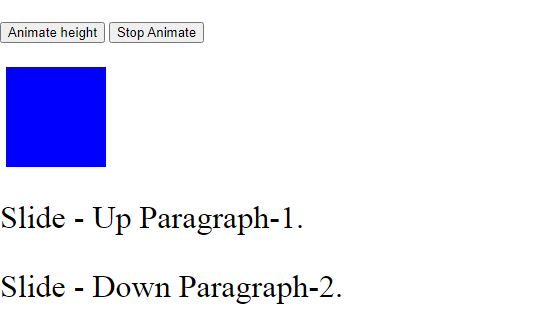 Animate height Stop Animate
Slide - Up Paragraph-1.
Slide - Down Paragraph-2.